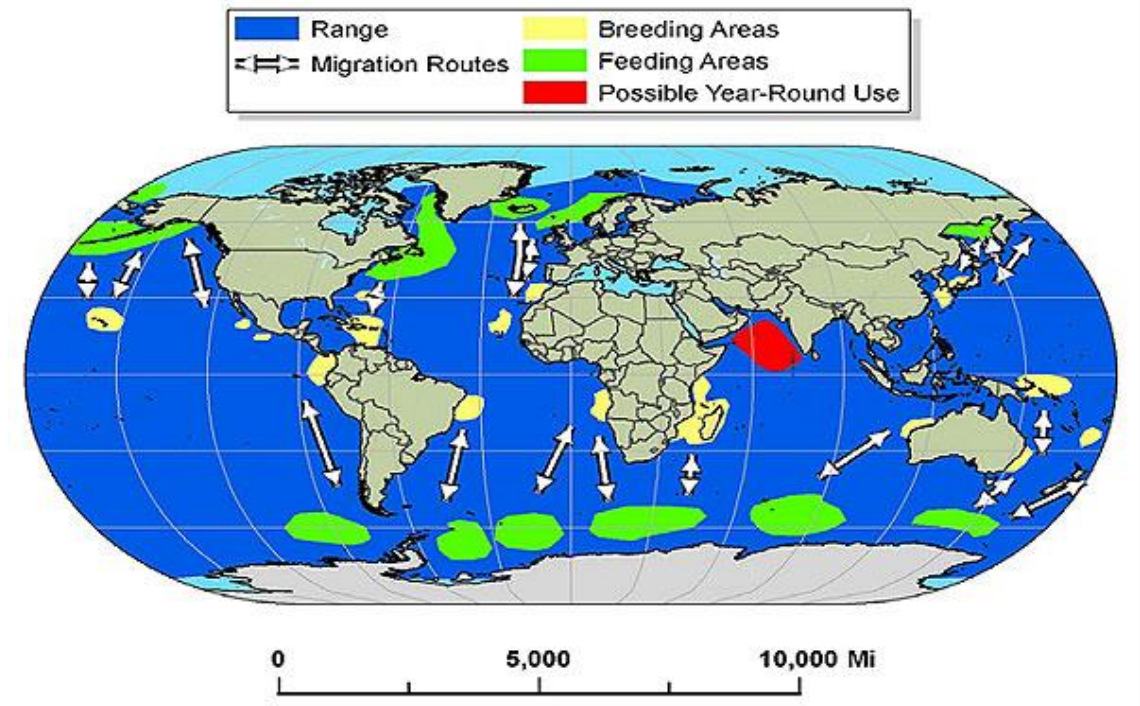 Range
Migration Routes
Breeding Areas
Feeding Areas
Possible Year-Round Use
0 5,000 10,000 Mi